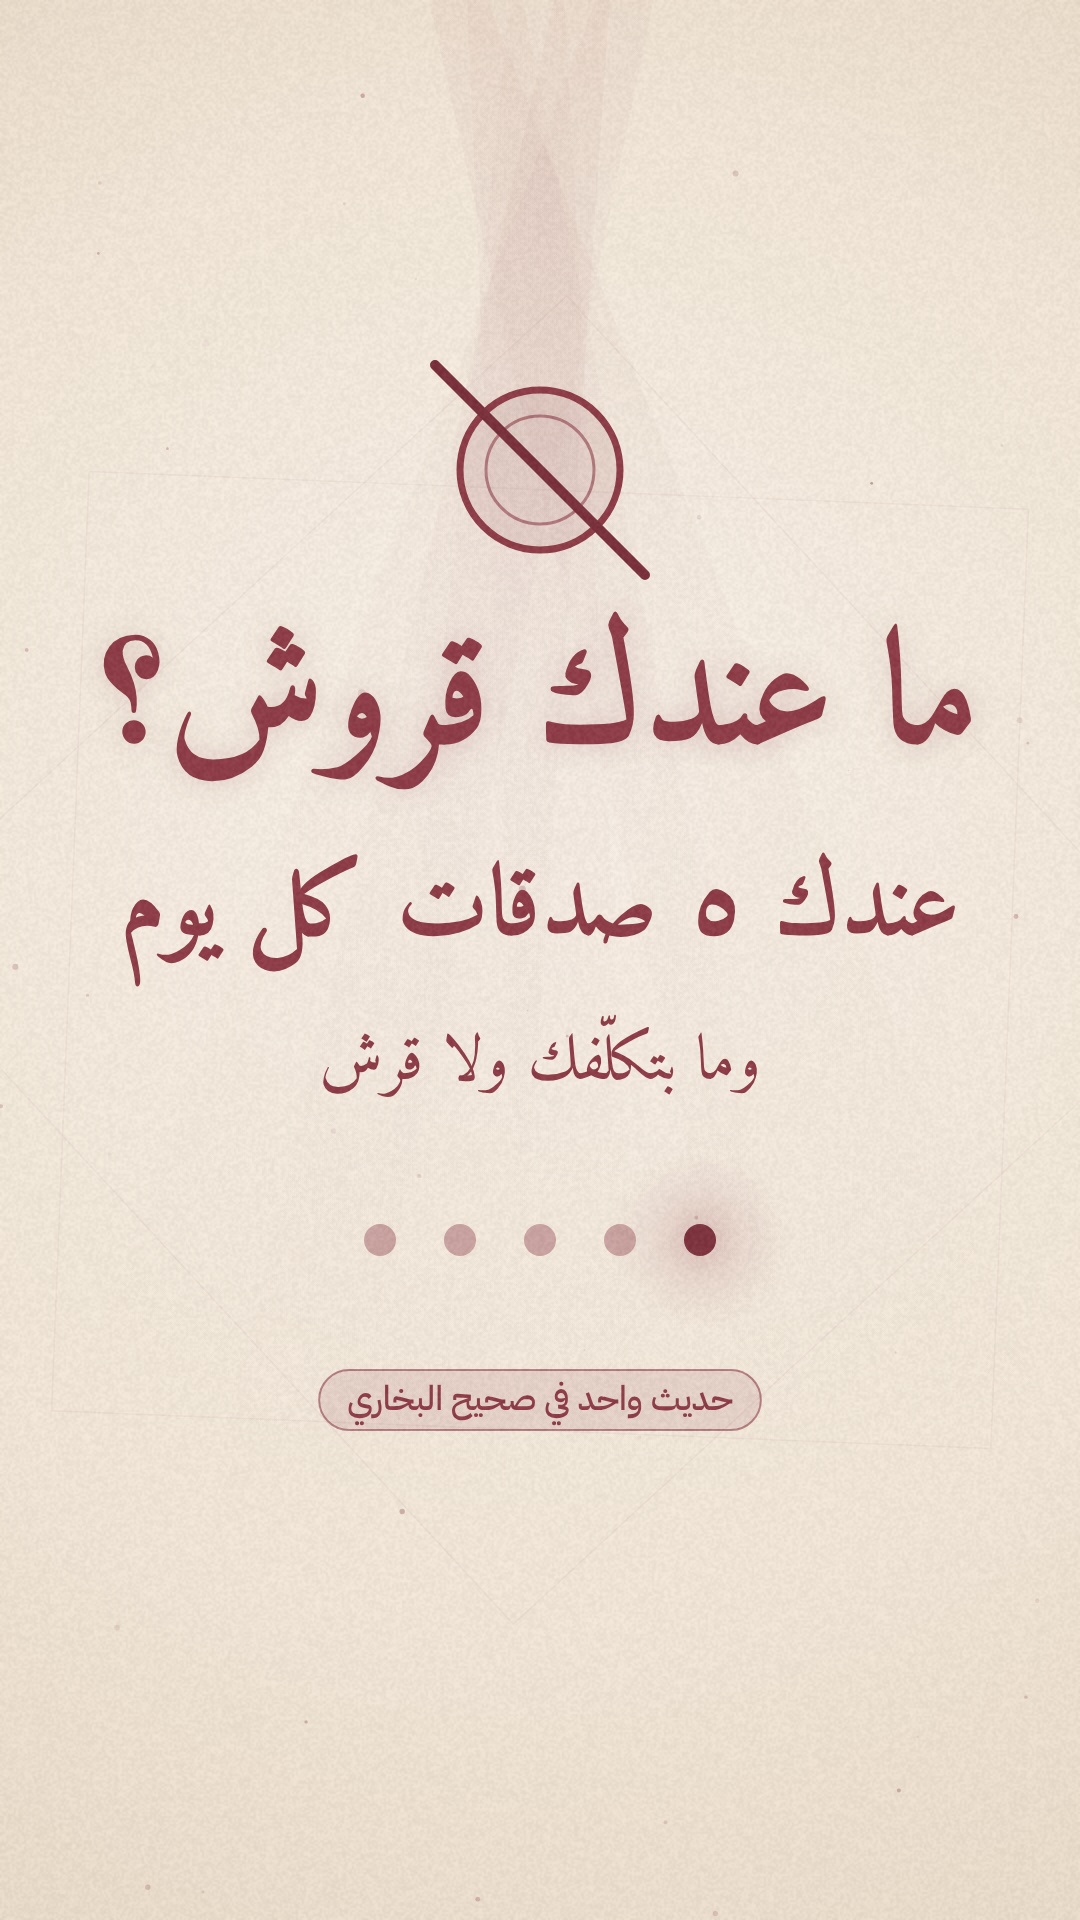 ما عندك قروش؟
عندك ٥ صدقات كل يوم
وما بتكلّفك ولا قرش
حديث واحد في صحيح البخاري